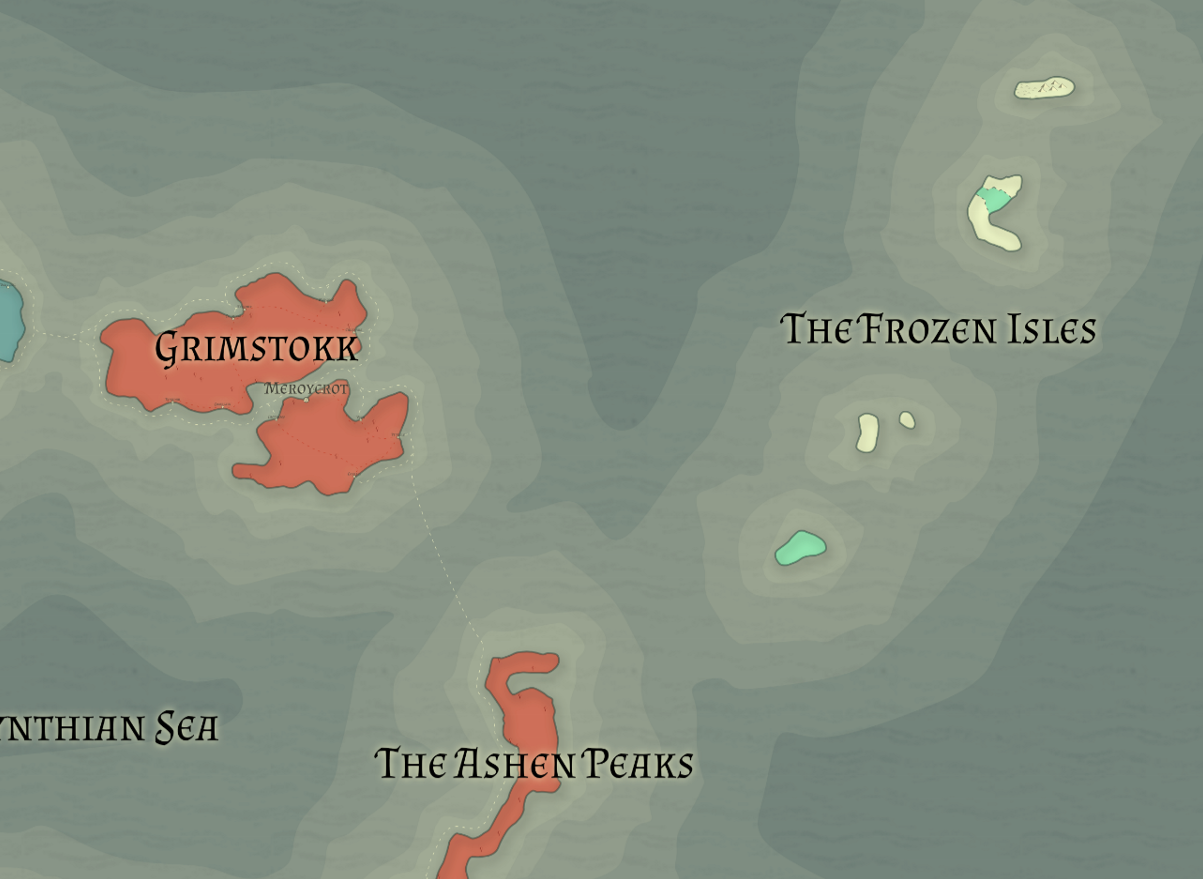 The Frozen Isles
Grimstokk
Meroycrot
ynthian Sea
The Ashen Peaks